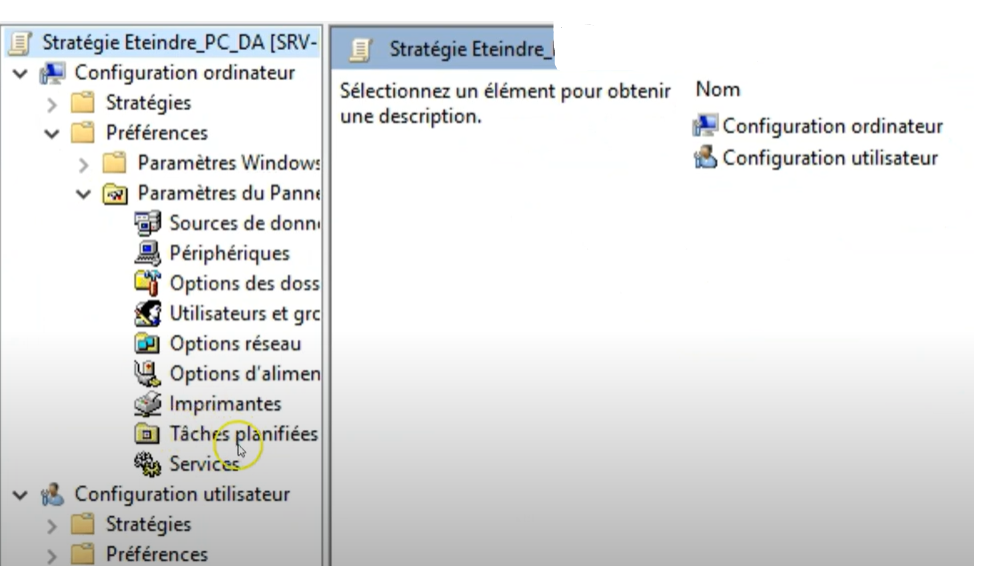 Stratégie Eteindre_PC_DA [SRV-
Configuration ordinateur
Stratégies
Préférences
Paramètres Windows
Paramètres du Panne
Sources de donn
Périphériques
Options des doss
Utilisateurs et gro
Options réseau
Options d'alimen
Imprimantes
Tâches planifiées
Services
Configuration utilisateur
Stratégies
Préférences
Stratégie Eteindre_
Sélectionnez un élément pour obtenir
une description.
Nom
Configuration ordinateur
Configuration utilisateur